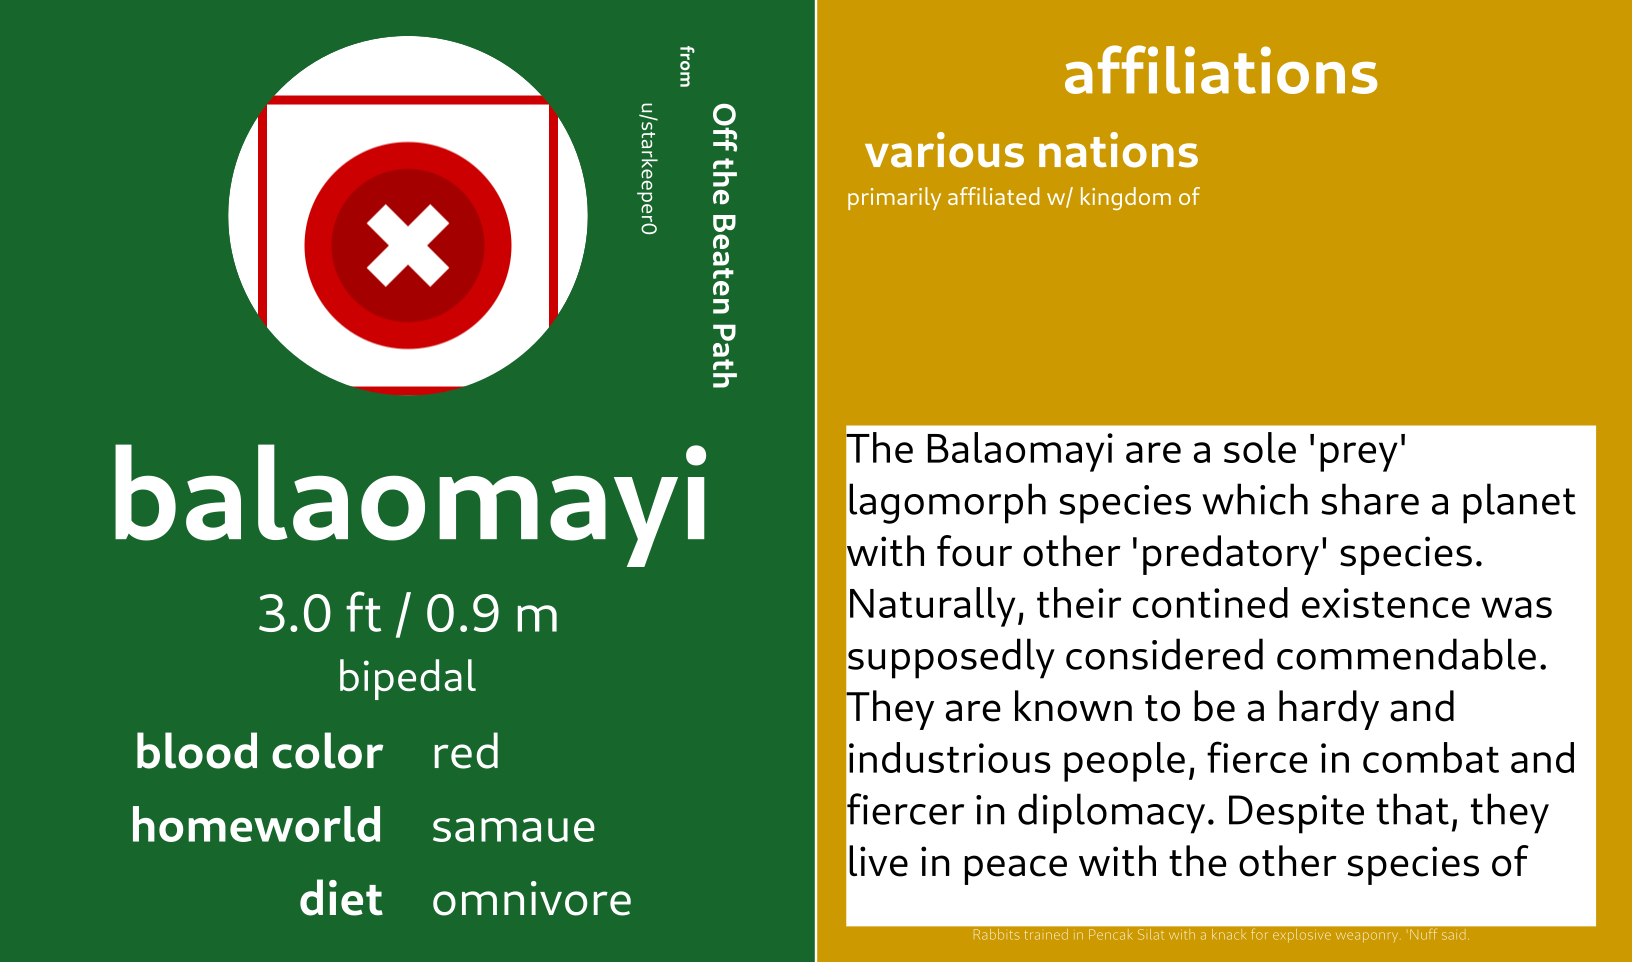 from
Off the Beaten Path
u/starkeeper0
balaomayi
3.0 ft / 0.9 m
bipedal
blood color red
homeworld samaue
diet omnivore
affiliations
various nations
primarily affiliated w/ kingdom of
The Balaomayi are a sole 'prey'
lagomorph species which share a planet
with four other 'predatory' species.
Naturally, their contined existence was
supposedly considered commendable.
They are known to be a hardy and
industrious people, fierce in combat and
fiercer in diplomacy. Despite that, they
live in peace with the other species of
Rabbits trained in Pencak Silat with a knack for explosive weaponry. 'Nuff said.